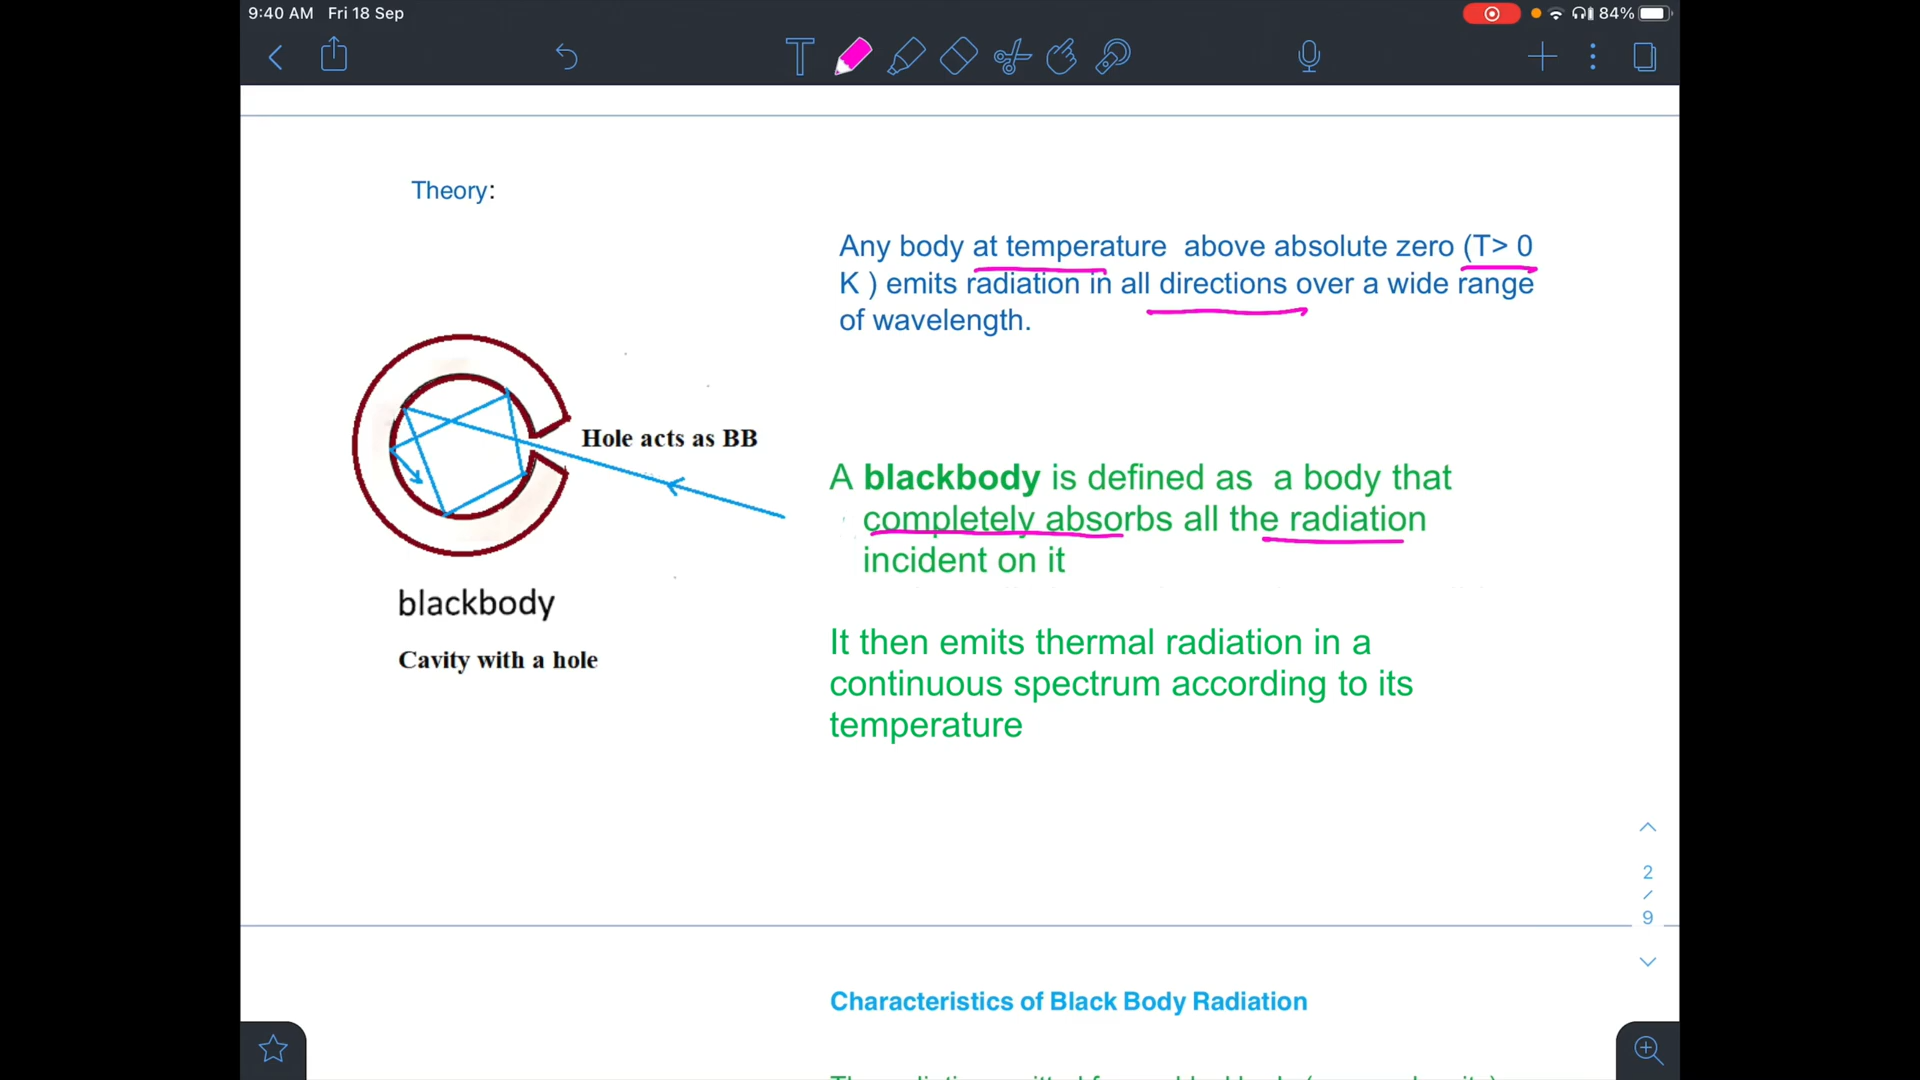 9:40 AM Fri 18 Sep
84%
Theory:
Any body at temperature above absolute zero (T> 0
K ) emits radiation in all directions over a wide range
of wavelength.
Hole acts as BB
A blackbody is defined as a body that
completely absorbs all the radiation
incident on it
blackbody
Cavity with a hole
It then emits thermal radiation in a
continuous spectrum according to its
temperature
2
/
9
Characteristics of Black Body Radiation